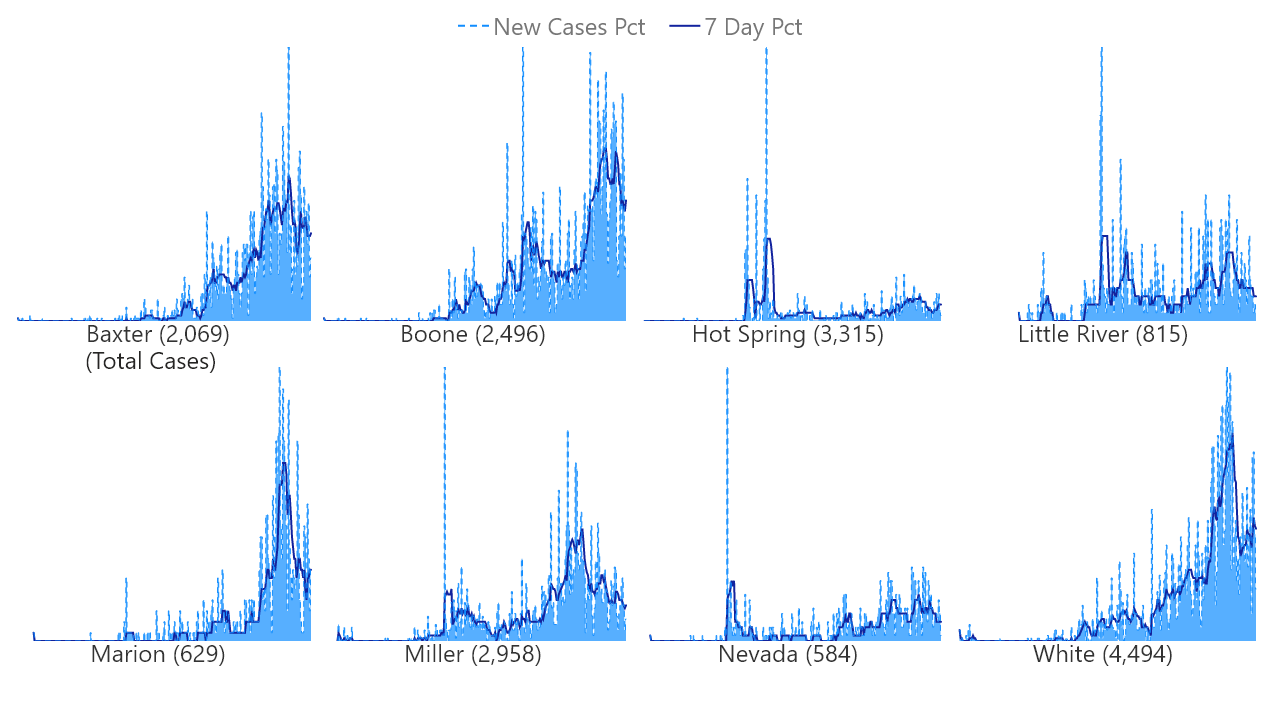 New Cases Pct 7 Day Pct
Baxter (2,069)
(Total Cases)
Boone (2,496)
Hot Spring (3,315)
Little River (815)
Marion (629)
Miller (2,958)
Nevada (584)
White (4,494)